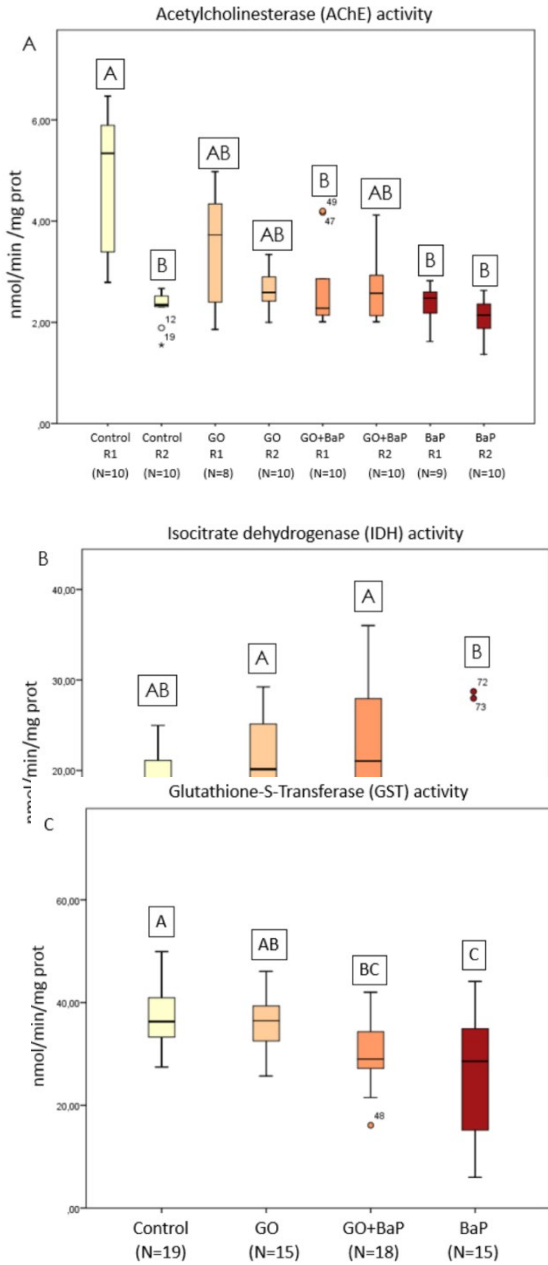 Acetylcholinesterase (AChE) activity
A
nmol/min /mg prot
6,00
4,00
2,00
,00
A
B
AB
AB
B
AB
B
B
12
19
49
47
Control Control GO GO GO+BaP GO+BaP BaP BaP
R1 R2 R1 R2 R1 R2 R1 R2
(N=10) (N=10) (N=8) (N=10) (N=10) (N=10) (N=9) (N=10)
Isocitrate dehydrogenase (IDH) activity
B
nmol/min/mg prot
40,00
30,00
20,00
AB
A
A
B
72
73
Glutathione-S-Transferase (GST) activity
C
nmol/min/mg prot
60,00
40,00
20,00
,00
A
AB
BC
C
48
Control GO GO+BaP BaP
(N=19) (N=15) (N=18) (N=15)